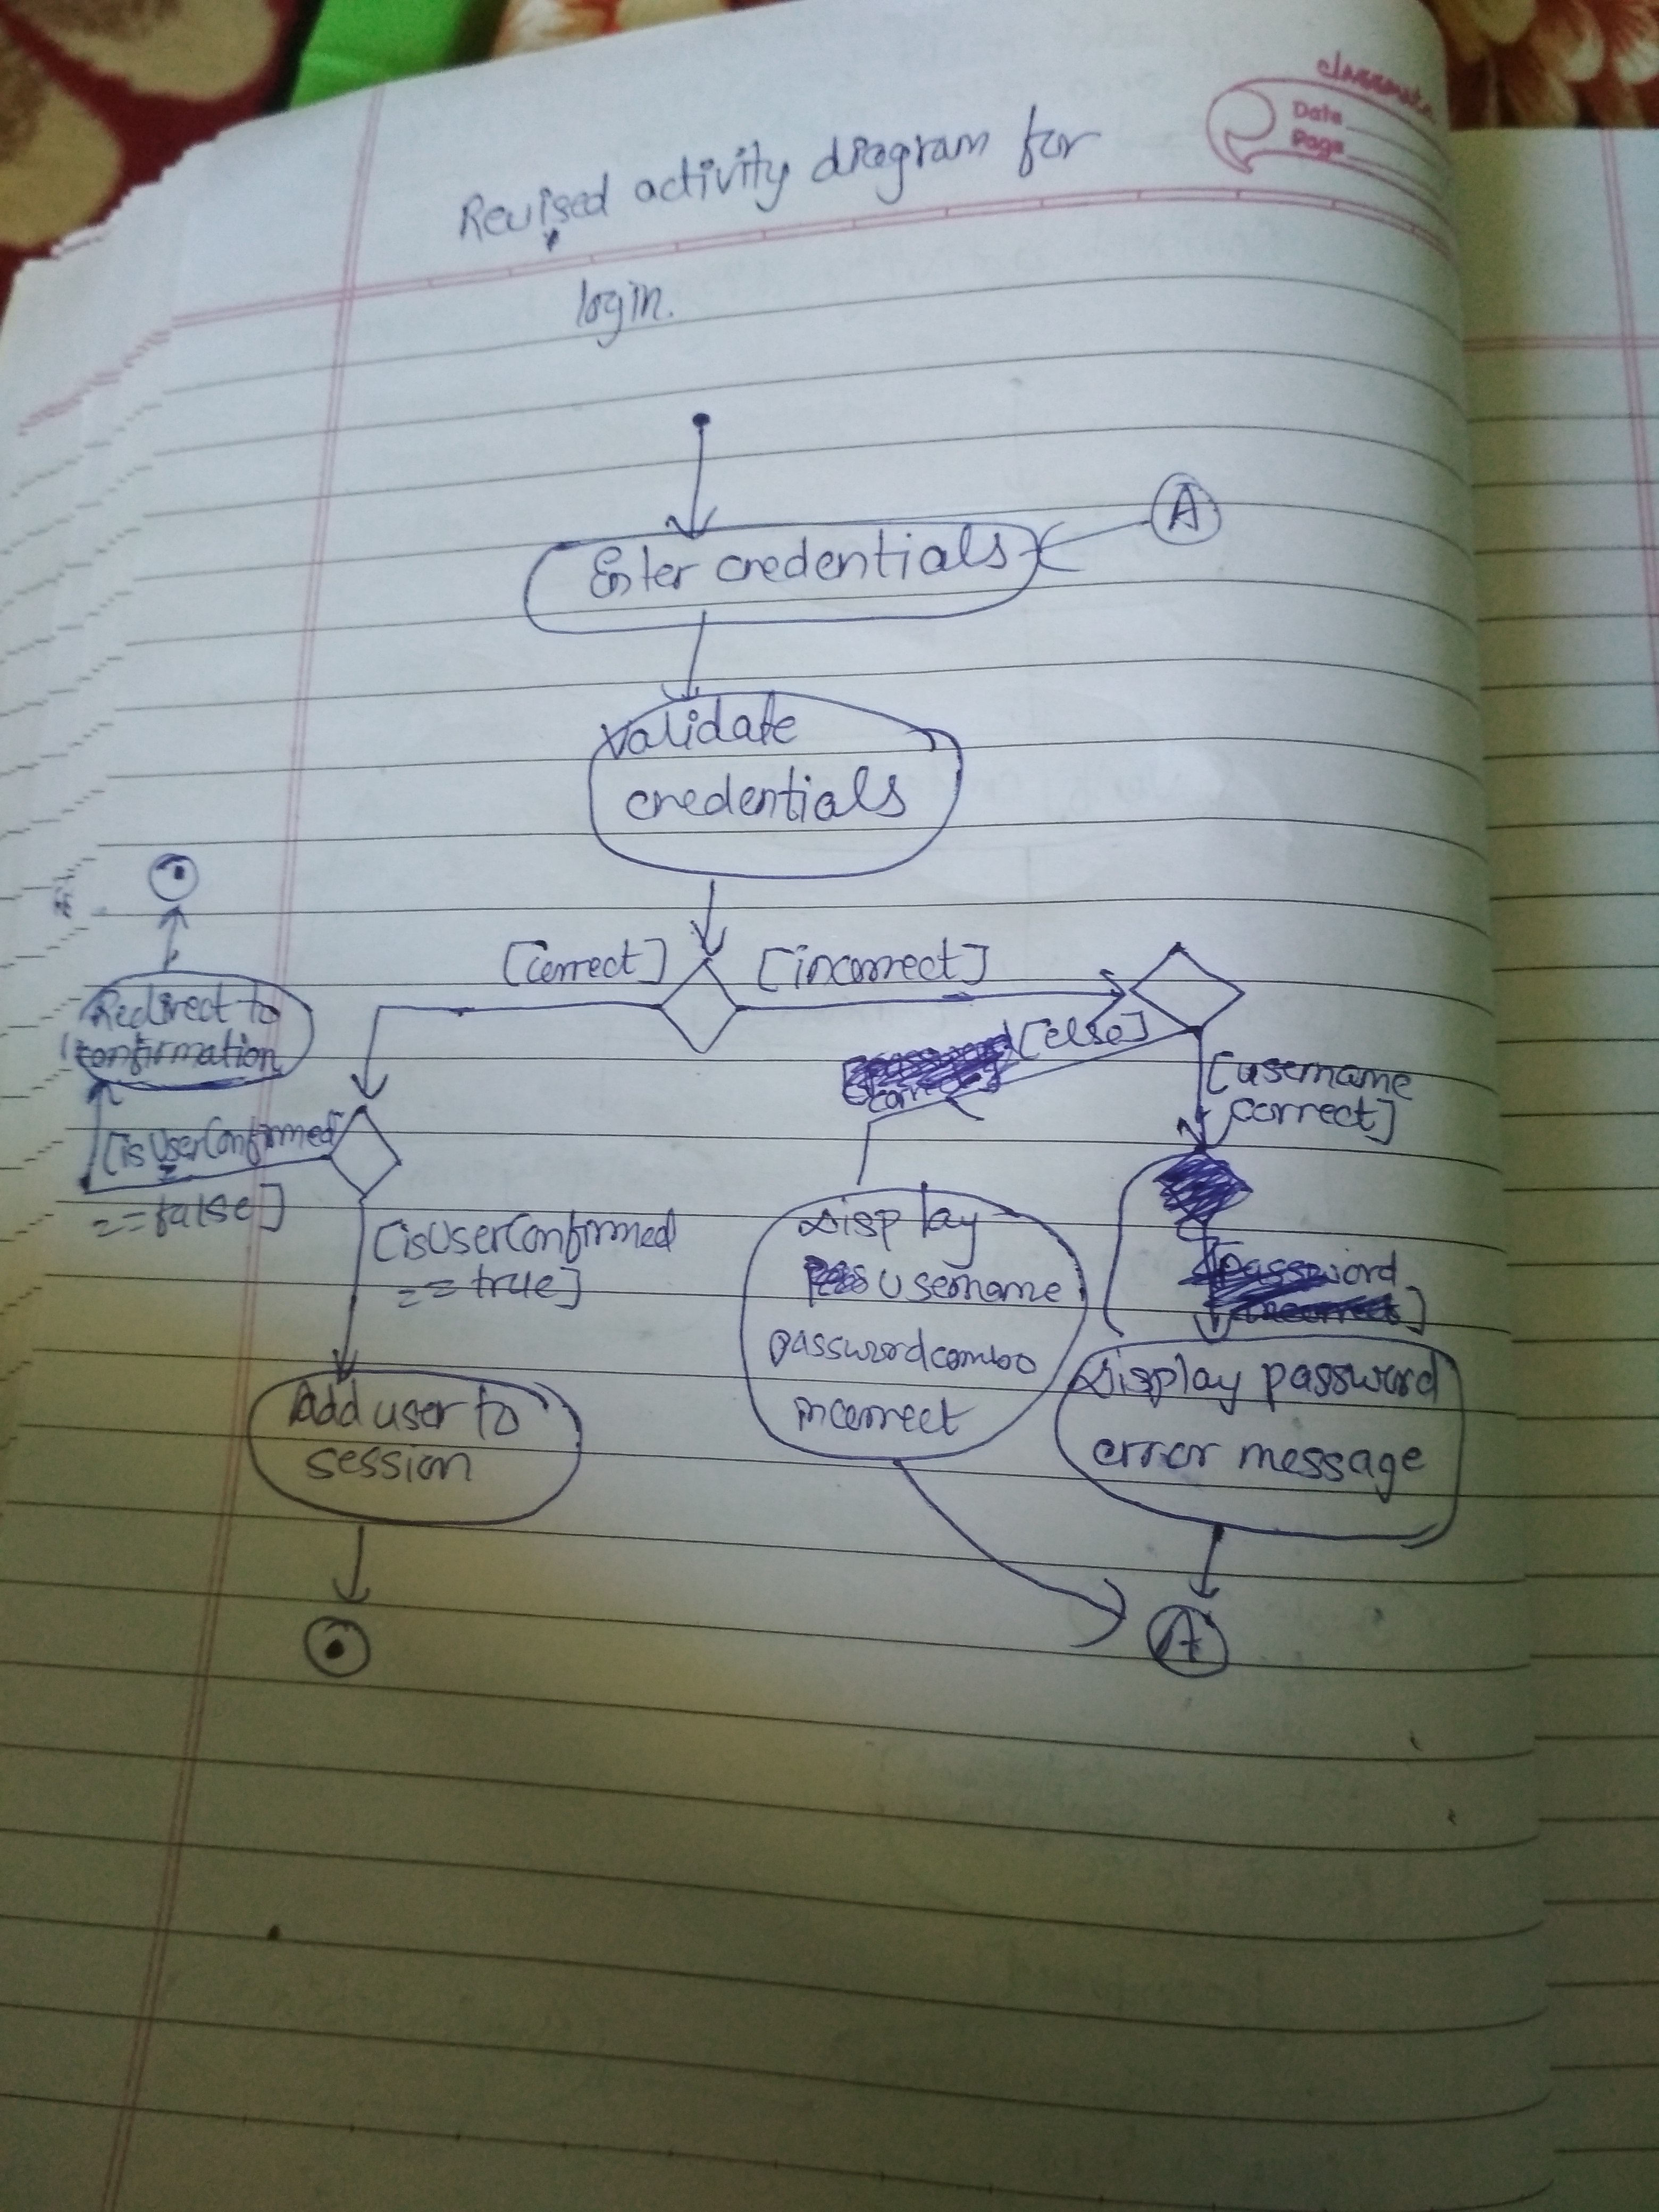 classmate
Date
Page
Revised activity diagram for
login.
A
Enter credentials
Validate
credentials
[correct]
[incorrect]
Redirect to
confirmation
[else]
[username
correct]
[isUserConfirmed
==false]
[isUserConfirmed
==true]
Display
username
passwordcombo
incorrect
Display password
error message
Add user to
session
A